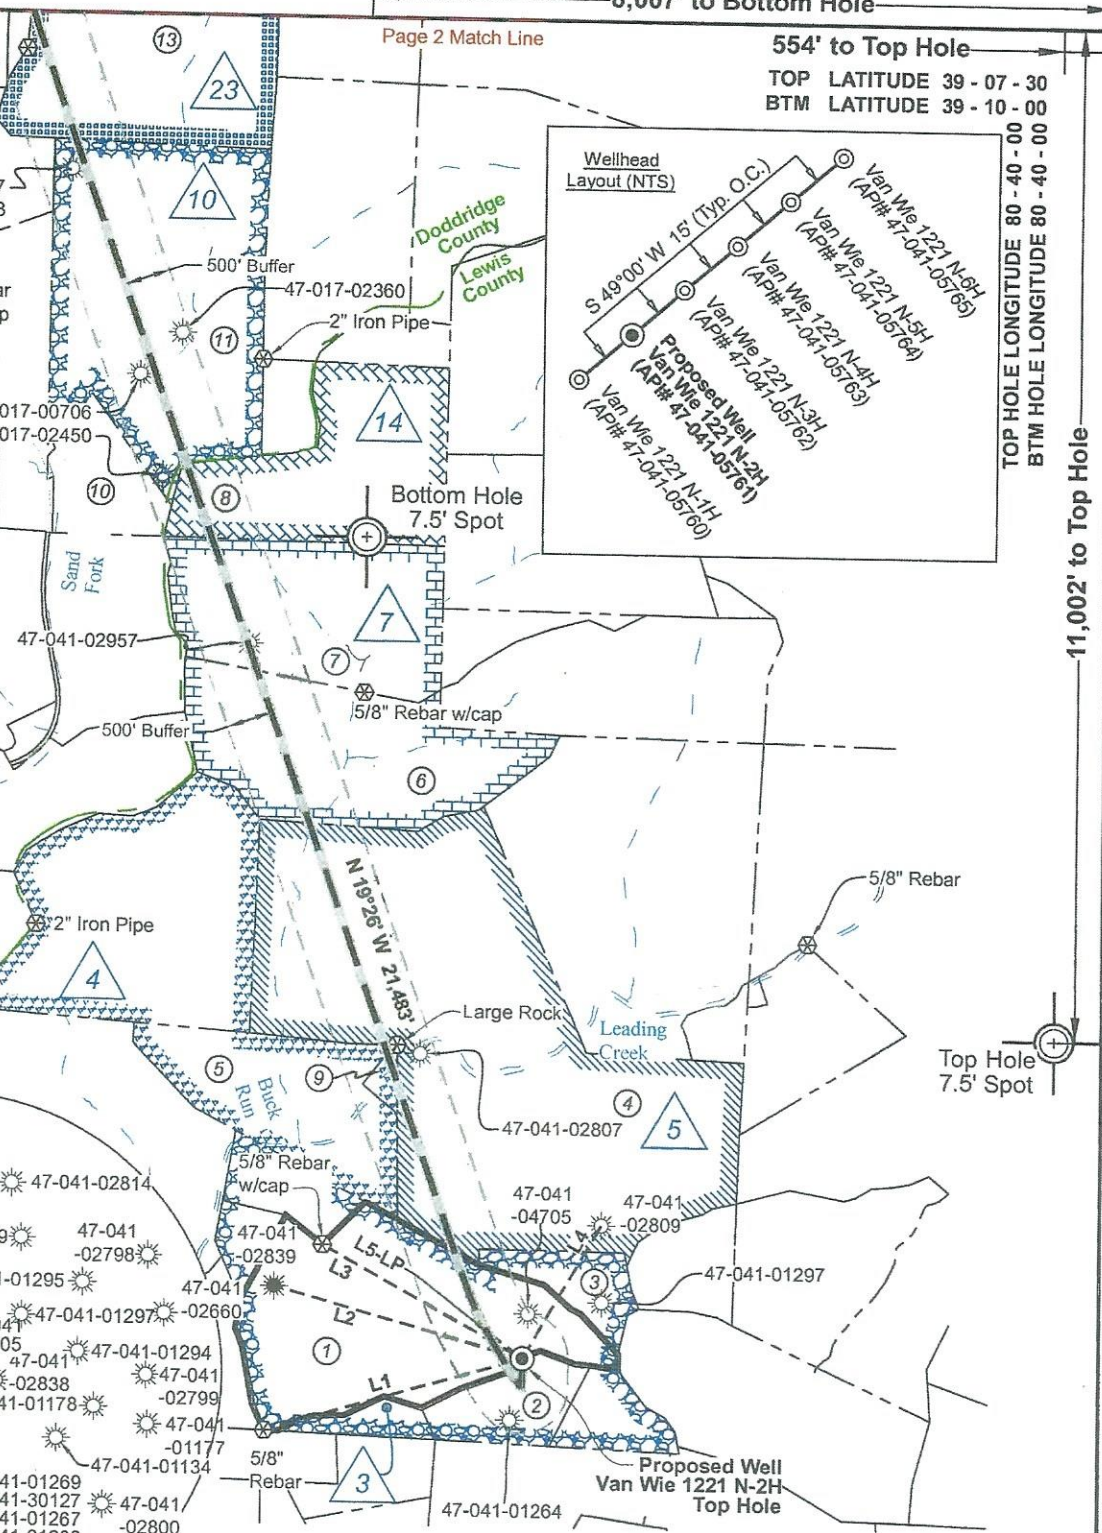 8,007' to Bottom Hole
Page 2 Match Line
554' to Top Hole
TOP LATITUDE 39 - 07 - 30
BTM LATITUDE 39 - 10 - 00
TOP HOLE LONGITUDE 80 - 40 - 00
BTM HOLE LONGITUDE 80 - 40 - 00
11,002' to Top Hole
Wellhead
Layout (NTS)
S 49°00' W 15' (Typ. O.C.)
Van Wie 1221 N-6H
(API# 47-041-05765)
Van Wie 1221 N-5H
(API# 47-041-05764)
Van Wie 1221 N-4H
(API# 47-041-05763)
Van Wie 1221 N-3H
(API# 47-041-05762)
Proposed Well
Van Wie 1221 N-2H
(API# 47-041-05761)
Van Wie 1221 N-1H
(API# 47-041-05760)
13
23
10
Doddridge
County
Lewis
County
500' Buffer
47-017-02360
2" Iron Pipe
11
017-00706
017-02450
14
10
8
Bottom Hole
7.5' Spot
Sand
Fork
7
47-041-02957
7
5/8" Rebar w/cap
500' Buffer
6
N 19°26' W 21,483'
5/8" Rebar
2" Iron Pipe
4
Large Rock
Leading
Creek
Top Hole
7.5' Spot
5
9
4
5
Buck
Run
47-041-02807
5/8" Rebar
w/cap
47-041
-04705
47-041
-02809
47-041-02814
47-041
-02798
47-041
-02839
L5-LP
L3
L4
3
47-041-01297
1-01295
47-041
-02660
L2
47-041-01297
1
47-041-01294
47-041
-02838
47-041
-02799
L1
41-01178
2
47-041
-01177
47-041-01134
5/8"
Rebar
3
Proposed Well
Van Wie 1221 N-2H
Top Hole
41-01269
41-30127
41-01267
47-041
-02800
47-041-01264